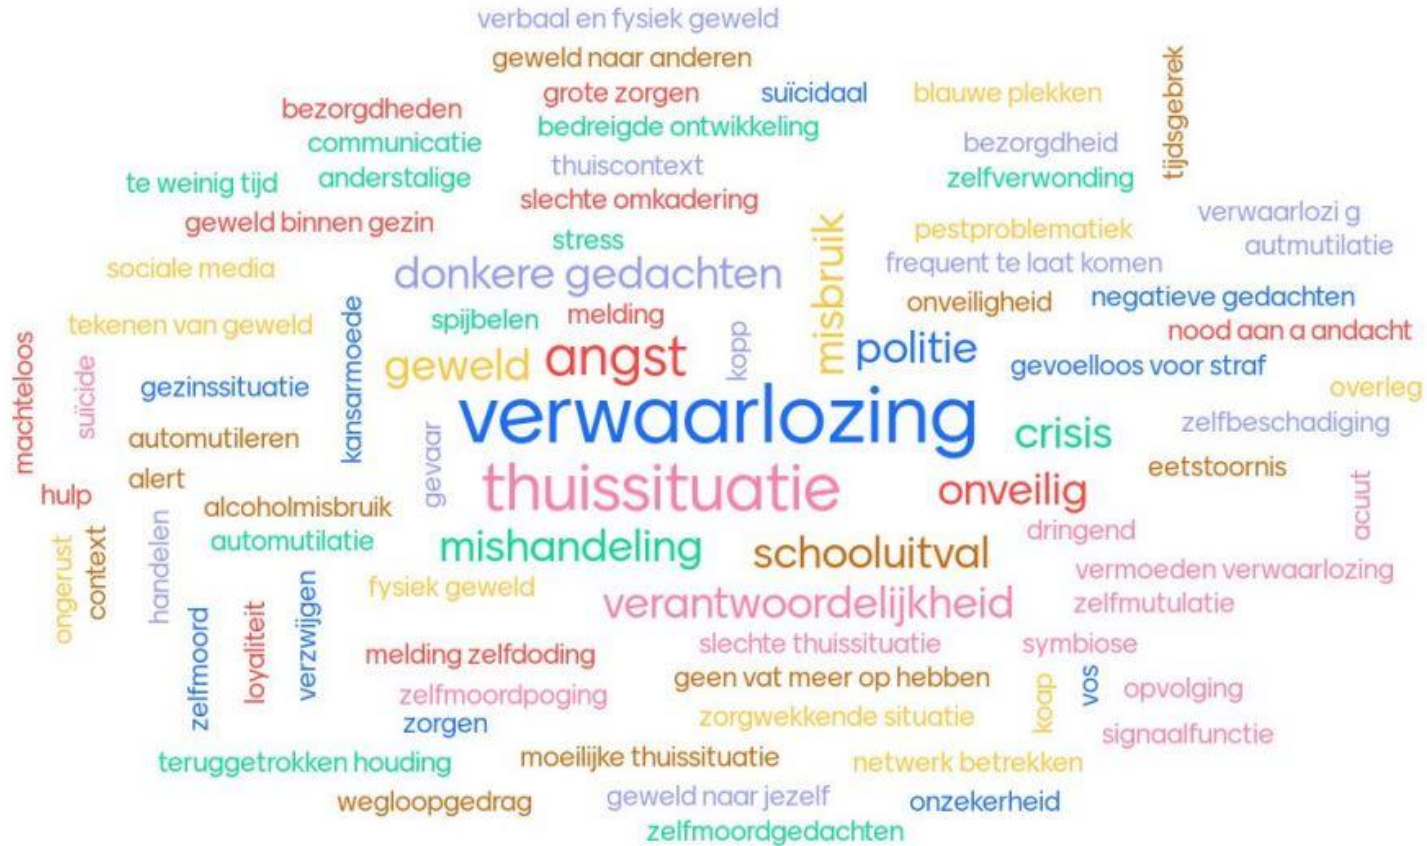 verbaal en fysiek geweld
geweld naar anderen
bezorgdheden
grote zorgen
suïcidaal
blauwe plekken
tijdsgebrek
communicatie
bedreigde ontwikkeling
bezorgdheid
te weinig tijd
anderstalige
thuiscontext
zelfverwonding
geweld binnen gezin
slechte omkadering
verwaarlozi g
stress
misbruik
pestproblematiek
autmutilatie
sociale media
donkere gedachten
frequent te laat komen
tekenen van geweld
kansarmoede
spijbelen
melding
onveiligheid
negatieve gedachten
nood aan a andacht
machteloos
suïcide
gezinssituatie
geweld
angst
kopp
politie
gevoelloos voor straf
overleg
verwaarlozing
automutileren
gevaar
crisis
zelfbeschadiging
alert
thuissituatie
onveilig
eetstoornis
hulp
alcoholmisbruik
acuut
ongerust
context
handelen
automutilatie
mishandeling
schooluitval
dringend
fysiek geweld
vermoeden verwaarlozing
zelfmoord
loyaliteit
verzwijgen
verantwoordelijkheid
zelfmutulatie
melding zelfdoding
slechte thuissituatie
symbiose
zelfmoordpoging
geen vat meer op hebben
koap
vos
opvolging
zorgen
zorgwekkende situatie
signaalfunctie
teruggetrokken houding
moeilijke thuissituatie
netwerk betrekken
wegloopgedrag
geweld naar jezelf
onzekerheid
zelfmoordgedachten